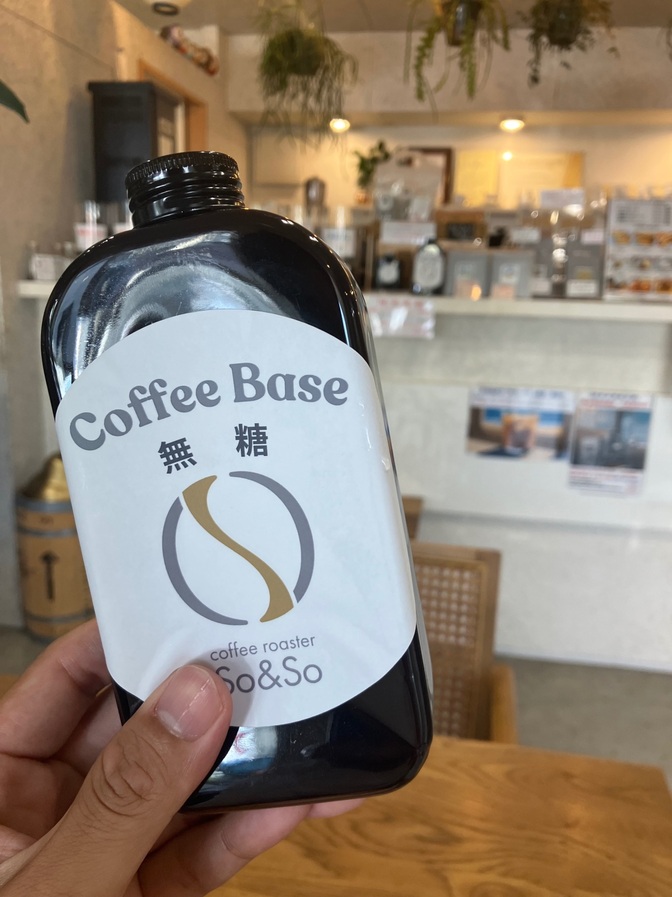 Coffee Base
無 糖
coffee roaster
So&So